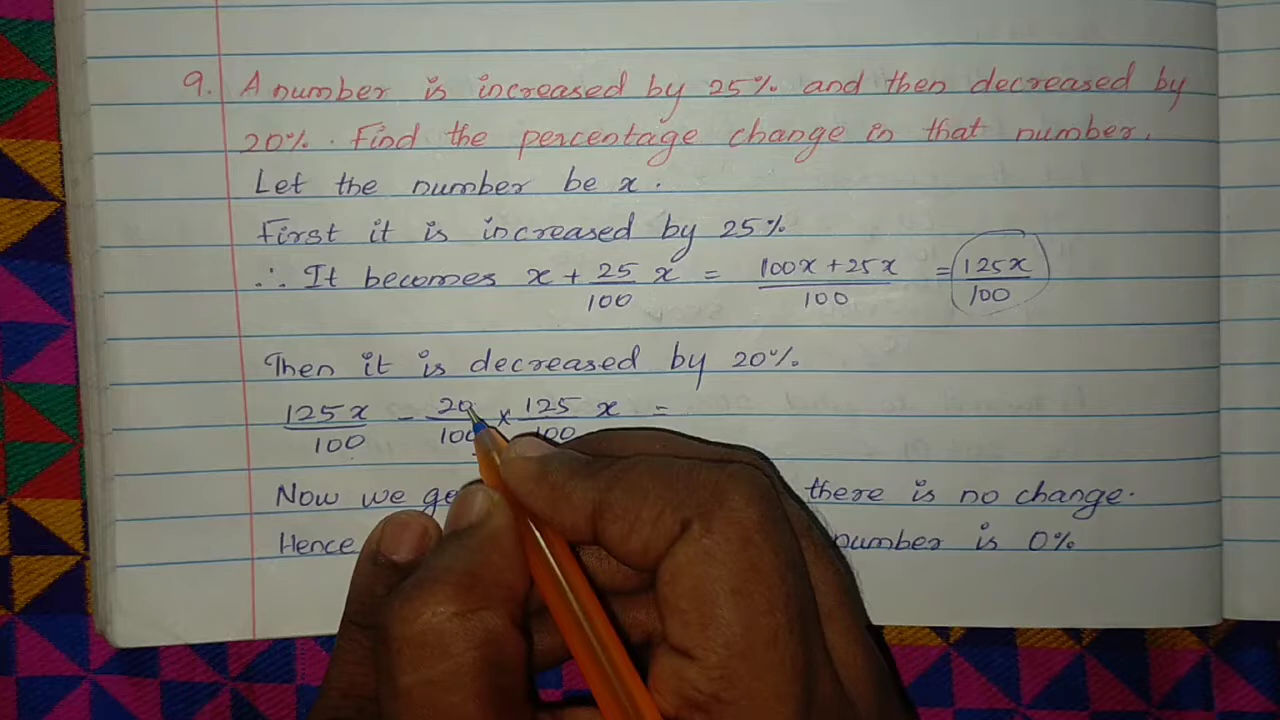 9. A number is increased by 25% and then decreased by
20%. Find the percentage change in that number.
Let the number be x.
First it is increased by 25%
∴ It becomes x + 25/100 x = 100x + 25x/100 = 125x/100
Then it is decreased by 20%.
125x/100 - 20/100 × 125/100 x =
Now we ge there is no change.
Hence number is 0%